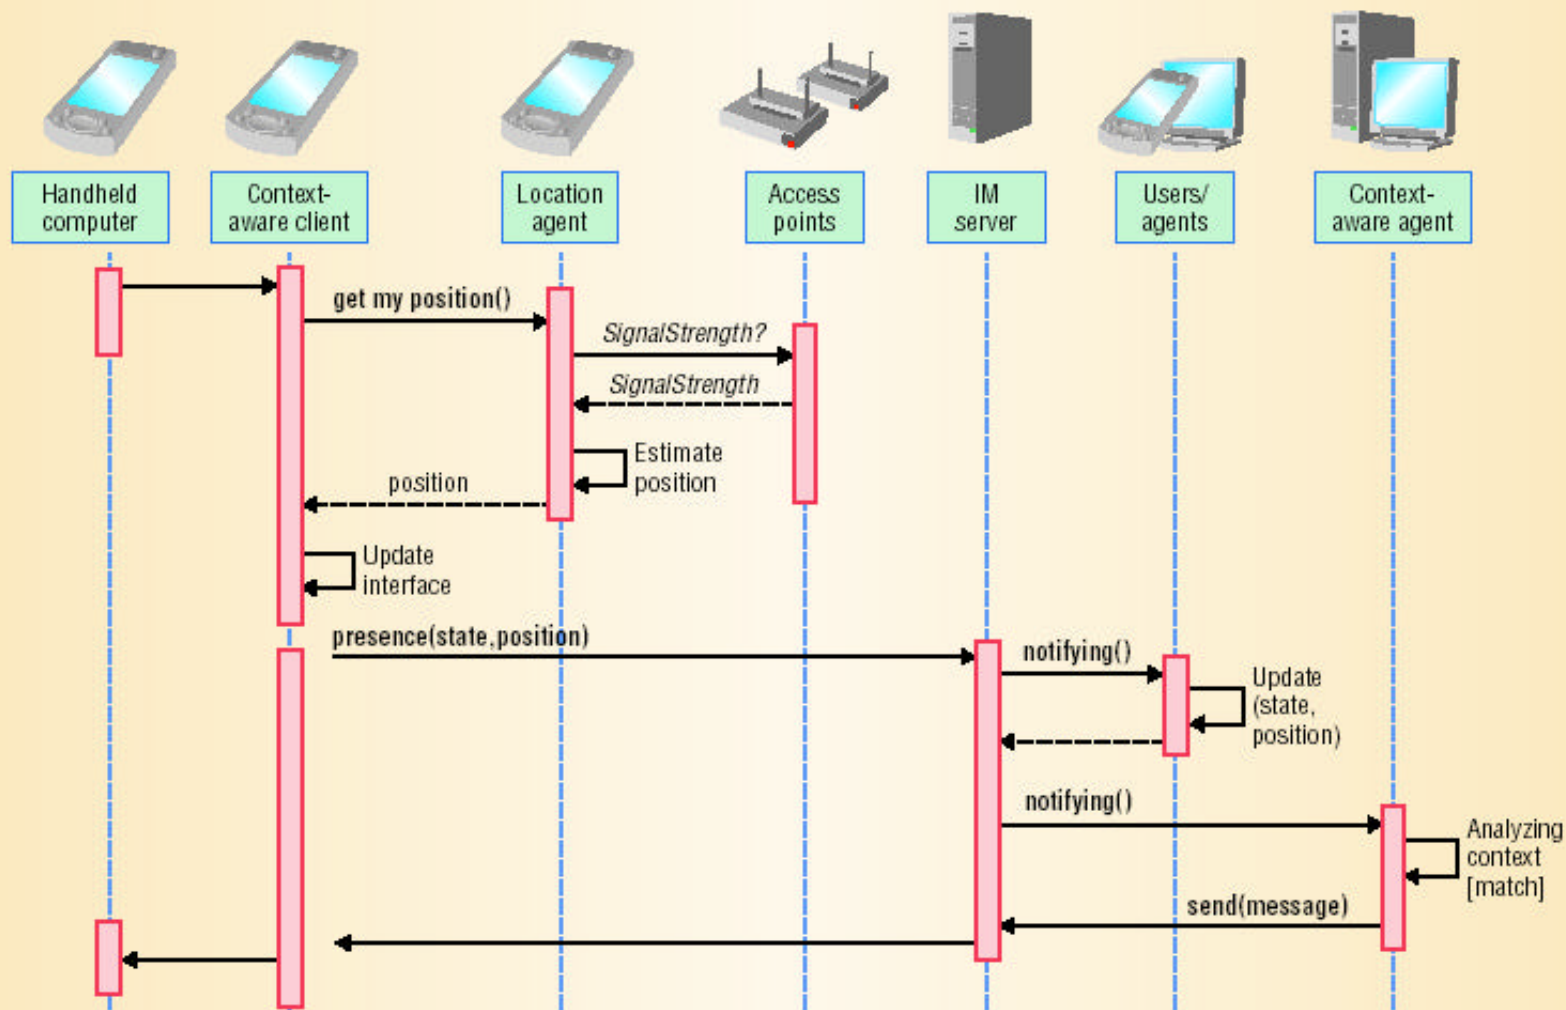 Handheld
computer
Context-
aware client
Location
agent
Access
points
IM
server
Users/
agents
Context-
aware agent
get my position()
SignalStrength?
SignalStrength
Estimate
position
position
Update
interface
presence(state,position)
notifying()
Update
(state,
position)
notifying()
Analyzing
context
[match]
send(message)